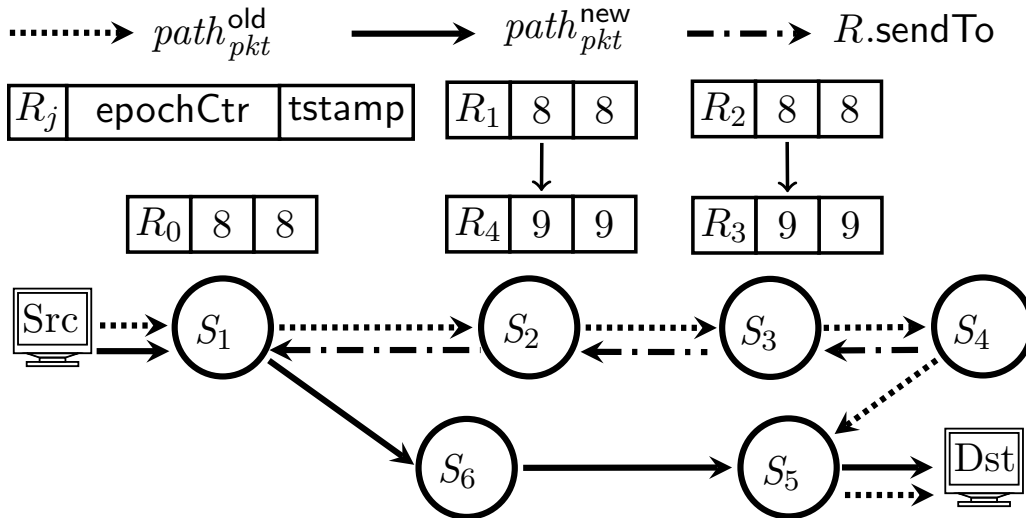 path_pkt^old path_pkt^new R.sendTo
R_j epochCtr tstamp R_1 8 8 R_2 8 8
R_0 8 8 R_4 9 9 R_3 9 9
Src S_1 S_2 S_3 S_4
S_6 S_5 Dst